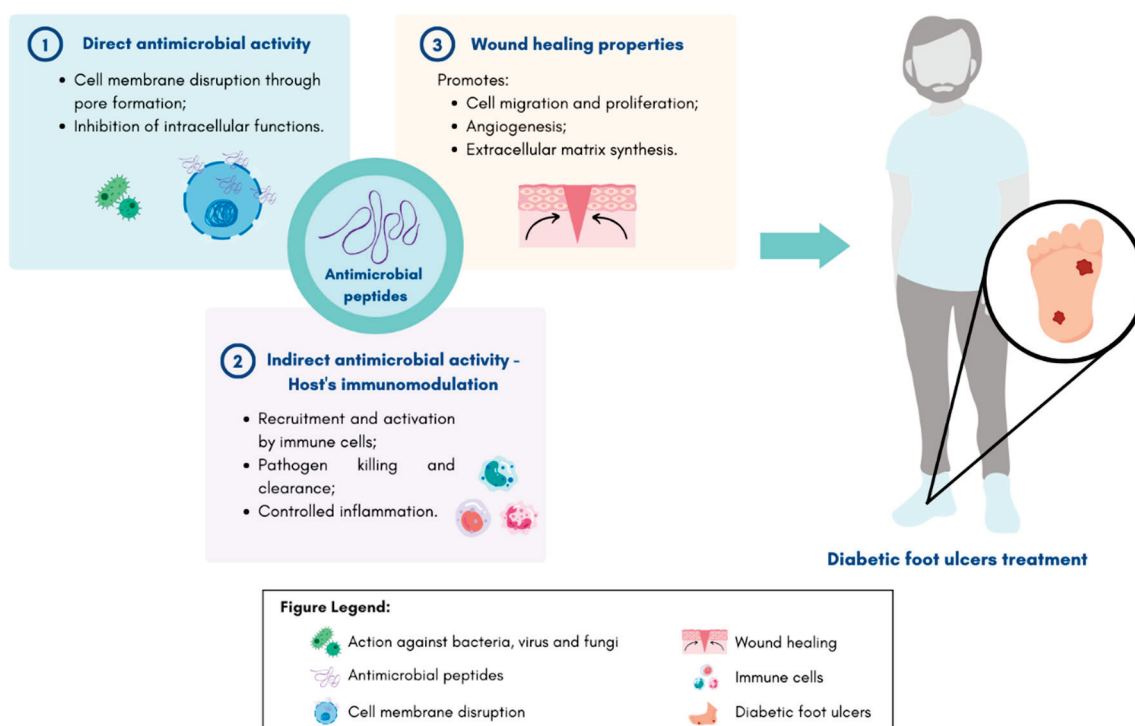 1 Direct antimicrobial activity
• Cell membrane disruption through
pore formation;
• Inhibition of intracellular functions.
3 Wound healing properties
Promotes:
• Cell migration and proliferation;
• Angiogenesis;
• Extracellular matrix synthesis.
Antimicrobial
peptides
2 Indirect antimicrobial activity -
Host's immunomodulation
• Recruitment and activation
by immune cells;
• Pathogen killing and
clearance;
• Controlled inflammation.
Diabetic foot ulcers treatment
Figure Legend:
Action against bacteria, virus and fungi
Antimicrobial peptides
Cell membrane disruption
Wound healing
Immune cells
Diabetic foot ulcers